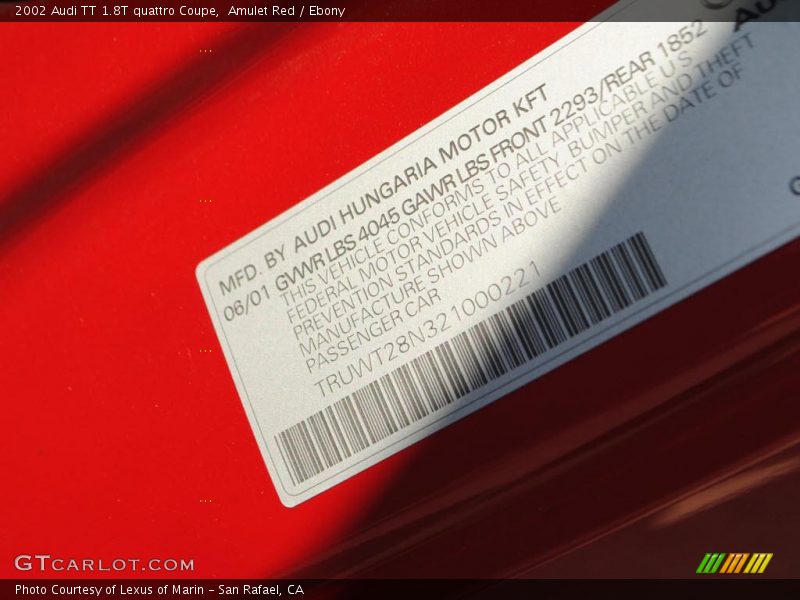 2002 Audi TT 1.8T quattro Coupe, Amulet Red / Ebony
MFD. BY AUDI HUNGARIA MOTOR KFT
06/01 GVWR LBS 4045 GAWR LBS FRONT 2293/REAR 1852
THIS VEHICLE CONFORMS TO ALL APPLICABLE U S
FEDERAL MOTOR VEHICLE SAFETY, BUMPER AND THEFT
PREVENTION STANDARDS IN EFFECT ON THE DATE OF
MANUFACTURE SHOWN ABOVE.
PASSENGER CAR
TRUWT28N321000221
GTCARLOT.COM
Photo Courtesy of Lexus of Marin - San Rafael, CA